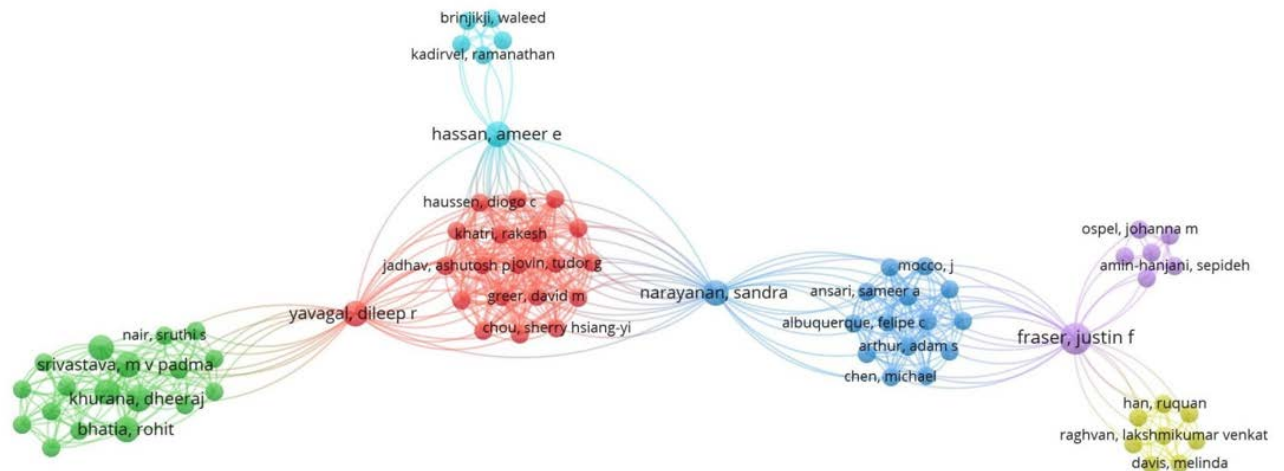 brinjikji, waleed
kadirvel, ramanathan
hassan, ameer e
haussen, diogo c
khatri, rakesh
jadhav, ashutosh p
jovin, tudor g
greer, david m
chou, sherry hsiang-yi
yavagal, dileep r
nair, sruthi s
srivastava, m v padma
khurana, dheeraj
bhatia, rohit
narayanan, sandra
mocco, j
ansari, sameer a
albuquerque, felipe c
arthur, adam s
chen, michael
ospel, johanna m
amin-hanjani, sepideh
fraser, justin f
han, ruquan
raghvan, lakshmikumar venkat
davis, melinda